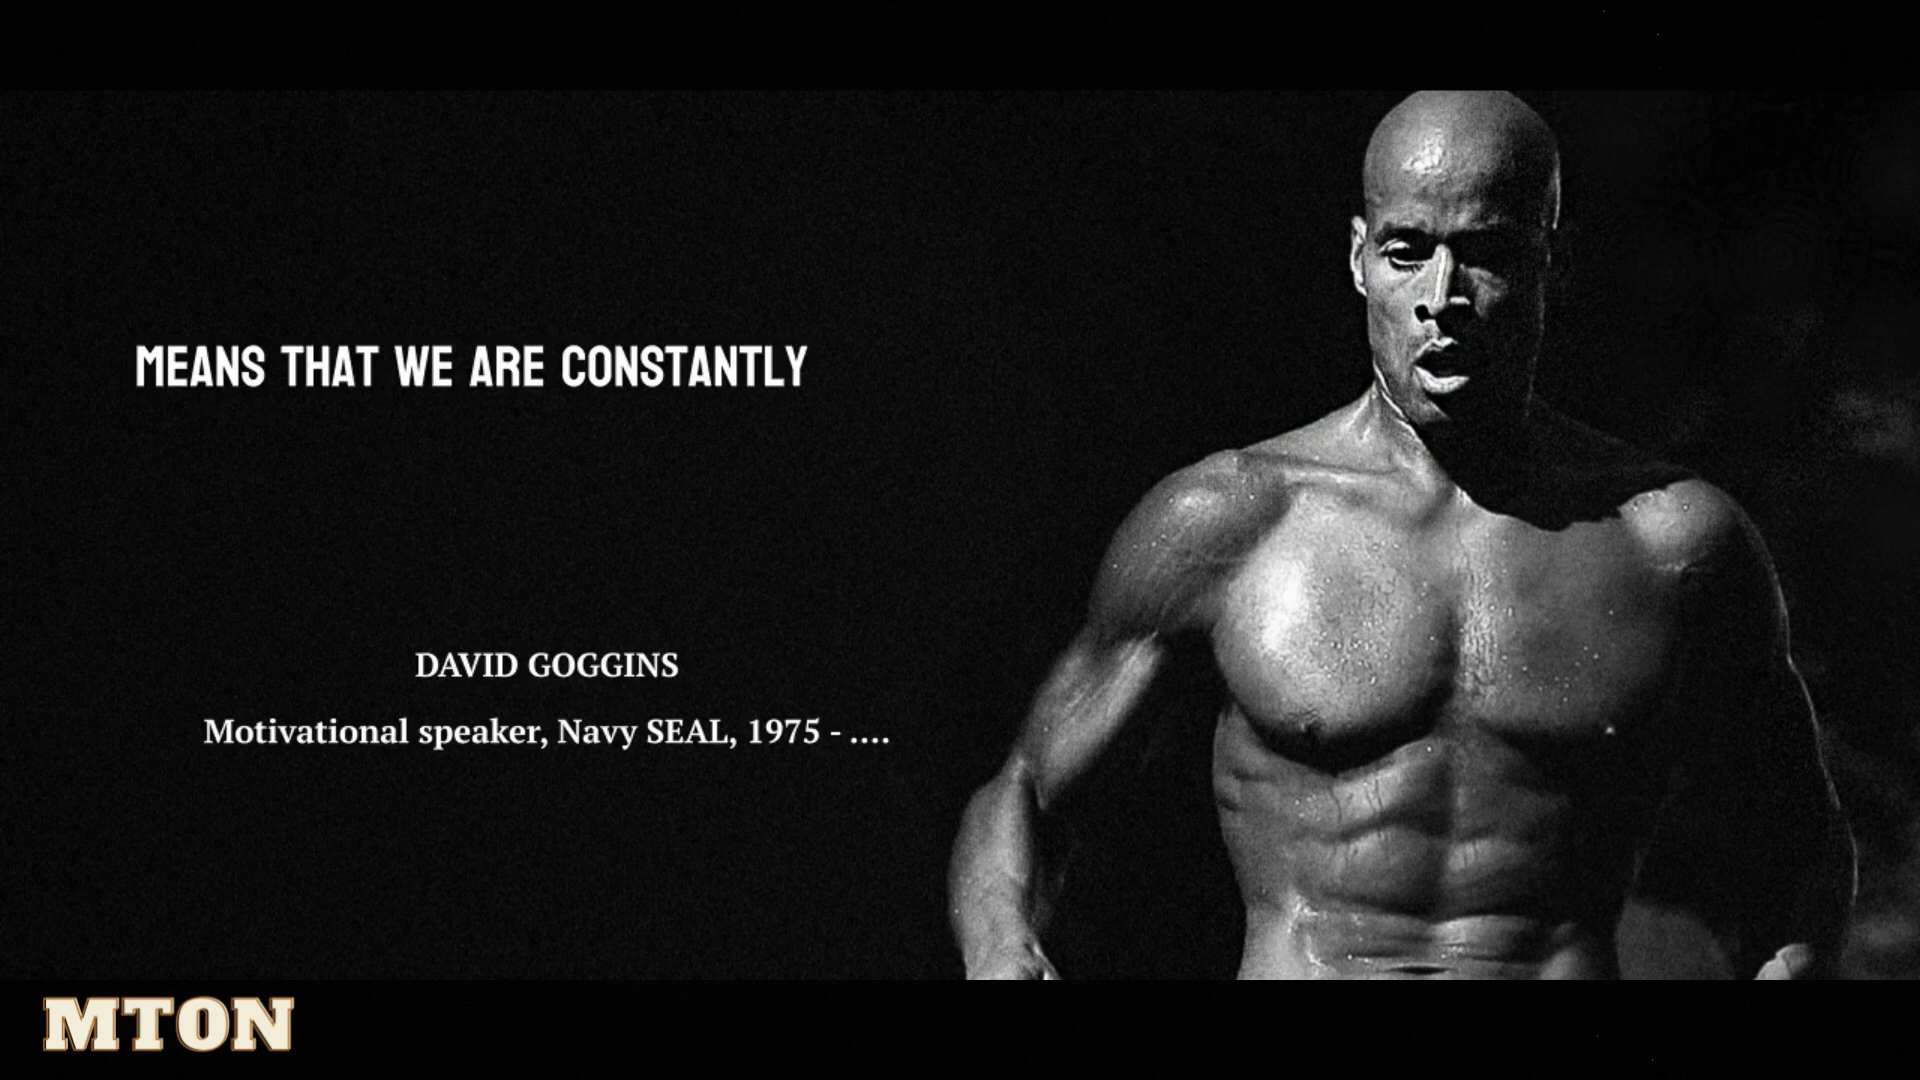 MEANS THAT WE ARE CONSTANTLY
DAVID GOGGINS
Motivational speaker, Navy SEAL, 1975 - ....
MTON